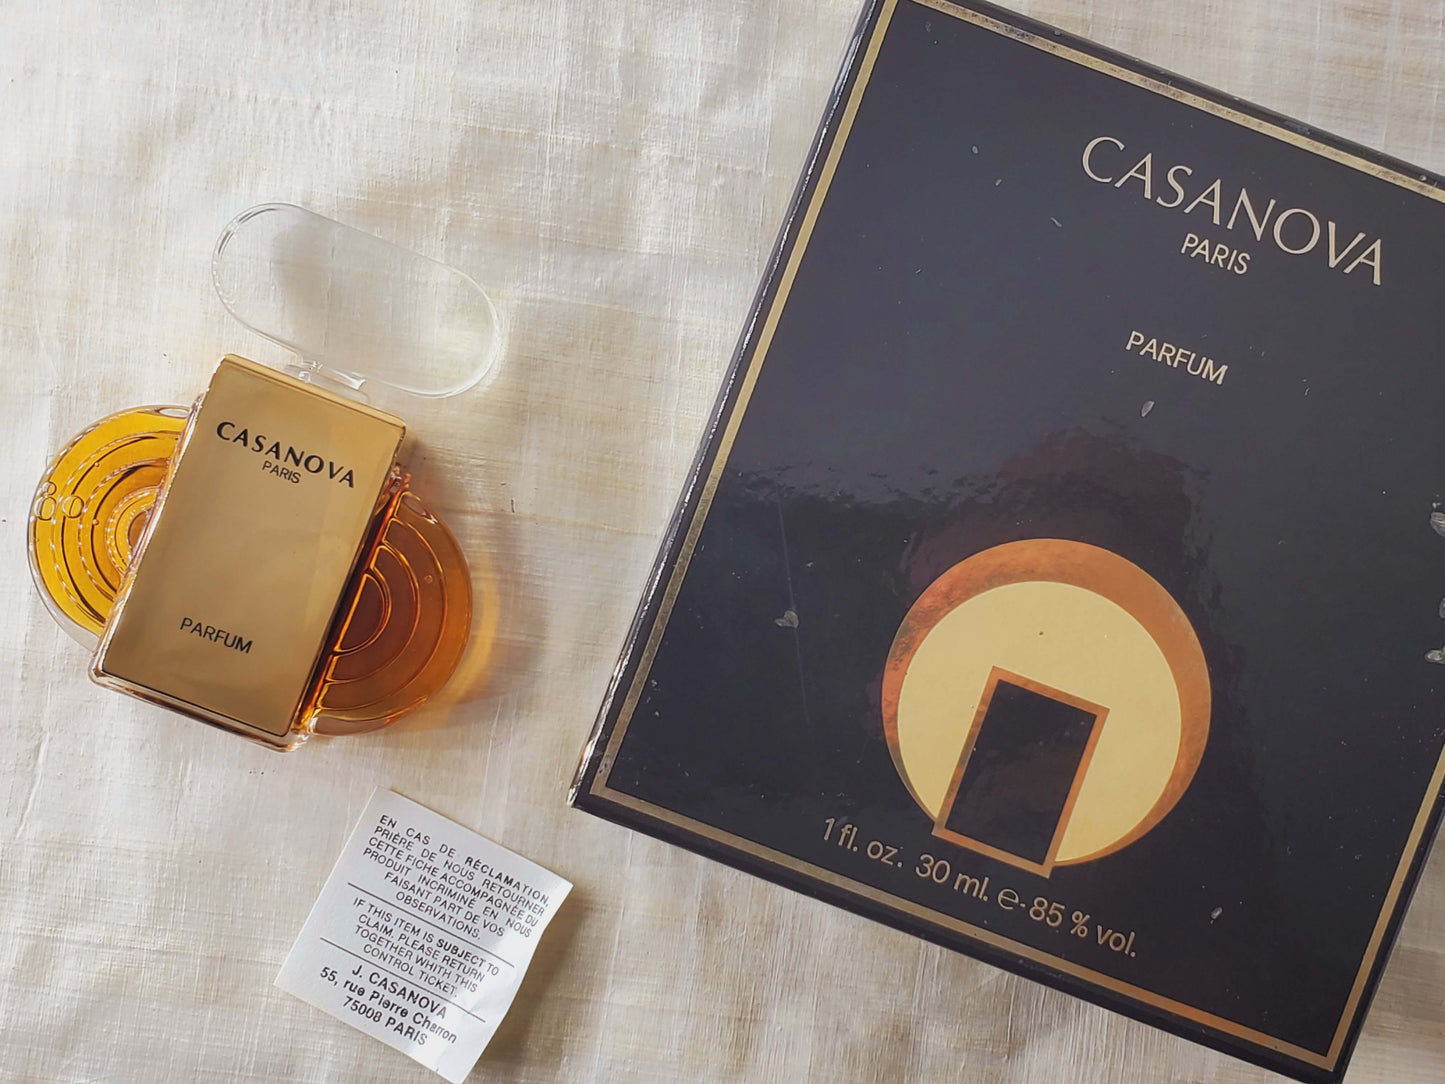 CASANOVA
PARIS
PARFUM
CASANOVA
PARIS
PARFUM
1 fl. oz. 30 ml. e-85 % vol.
EN CAS DE RÉCLAMATION,
PRIÈRE DE NOUS RETOURNER
CETTE FICHE ACCOMPAGNÉE DU
PRODUIT INCRIMINÉ EN NOUS
FAISANT PART DE VOS
OBSERVATIONS.
IF THIS ITEM IS SUBJECT TO
CLAIM, PLEASE RETURN
TOGETHER WHITH THIS
CONTROL TICKET.
J. CASANOVA
55, rue Pierre Charron
75008 PARIS